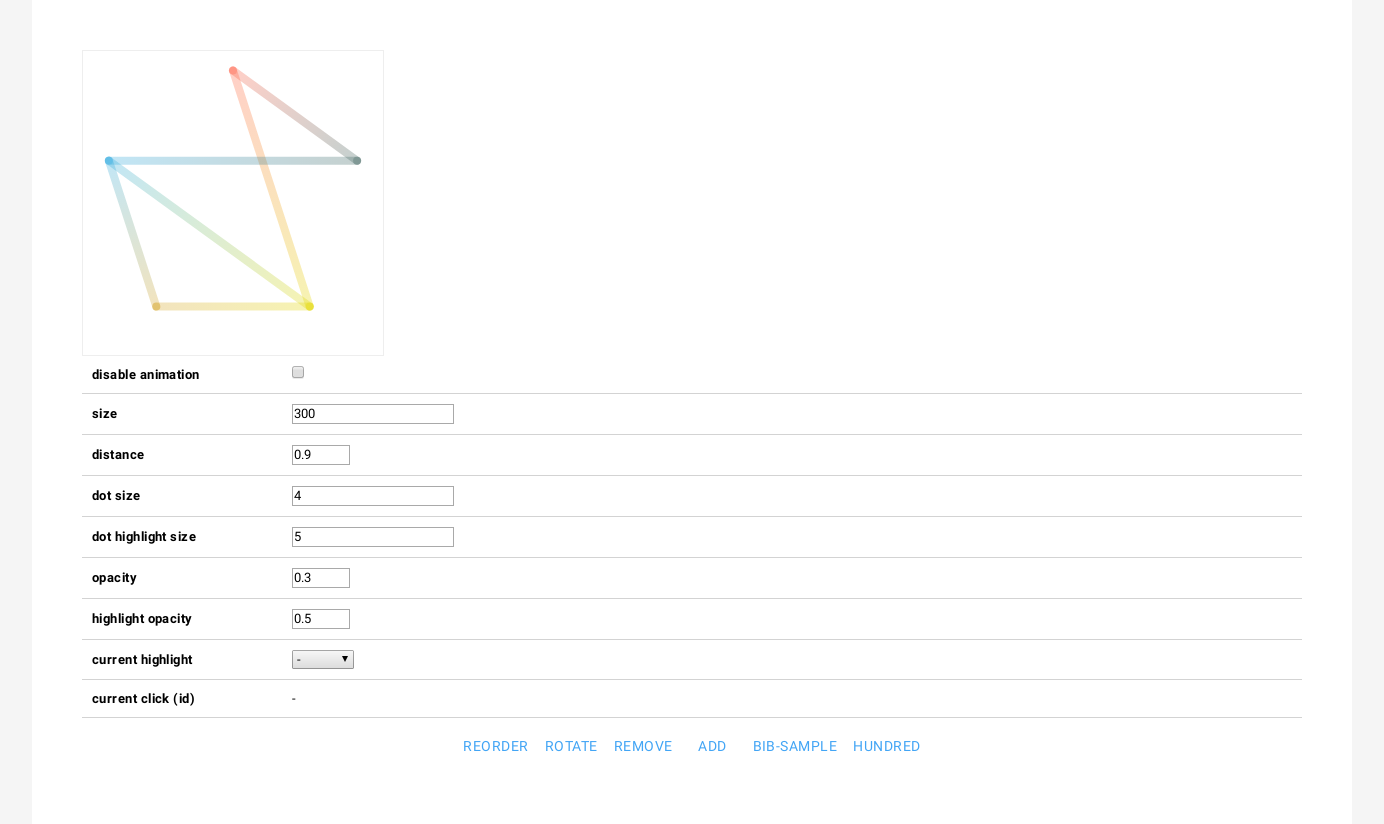 disable animation
size 300
distance 0.9
dot size 4
dot highlight size 5
opacity 0.3
highlight opacity 0.5
current highlight -
current click (id) -
REORDER ROTATE REMOVE ADD BIB-SAMPLE HUNDRED